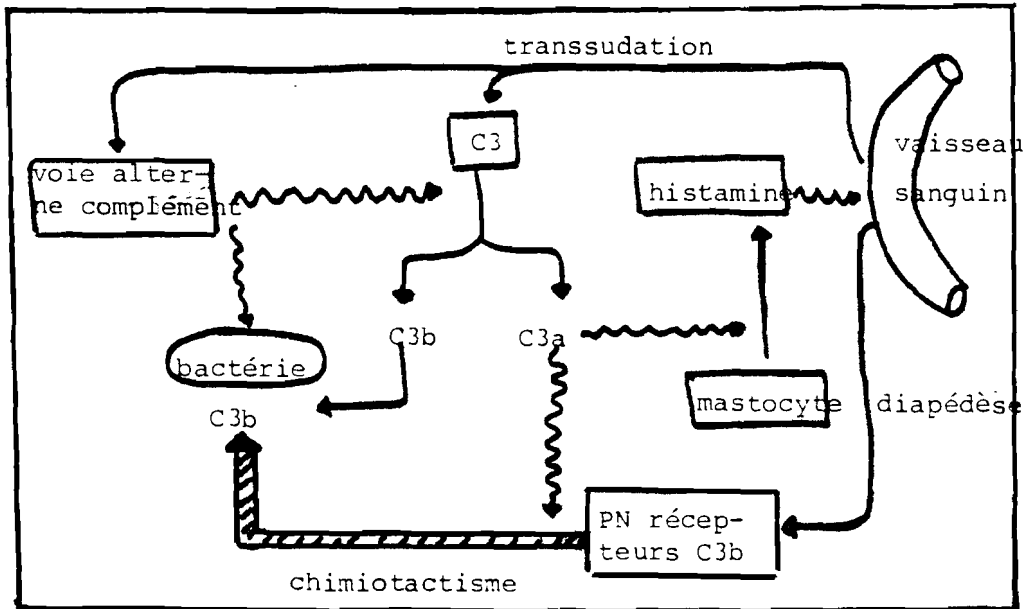 transsudation
C3
vaisseau
sanguin
voie alter-
ne complément
histamine
C3b
C3a
bactérie
C3b
mastocyte
diapédèse
PN récep-
teurs C3b
chimiotactisme